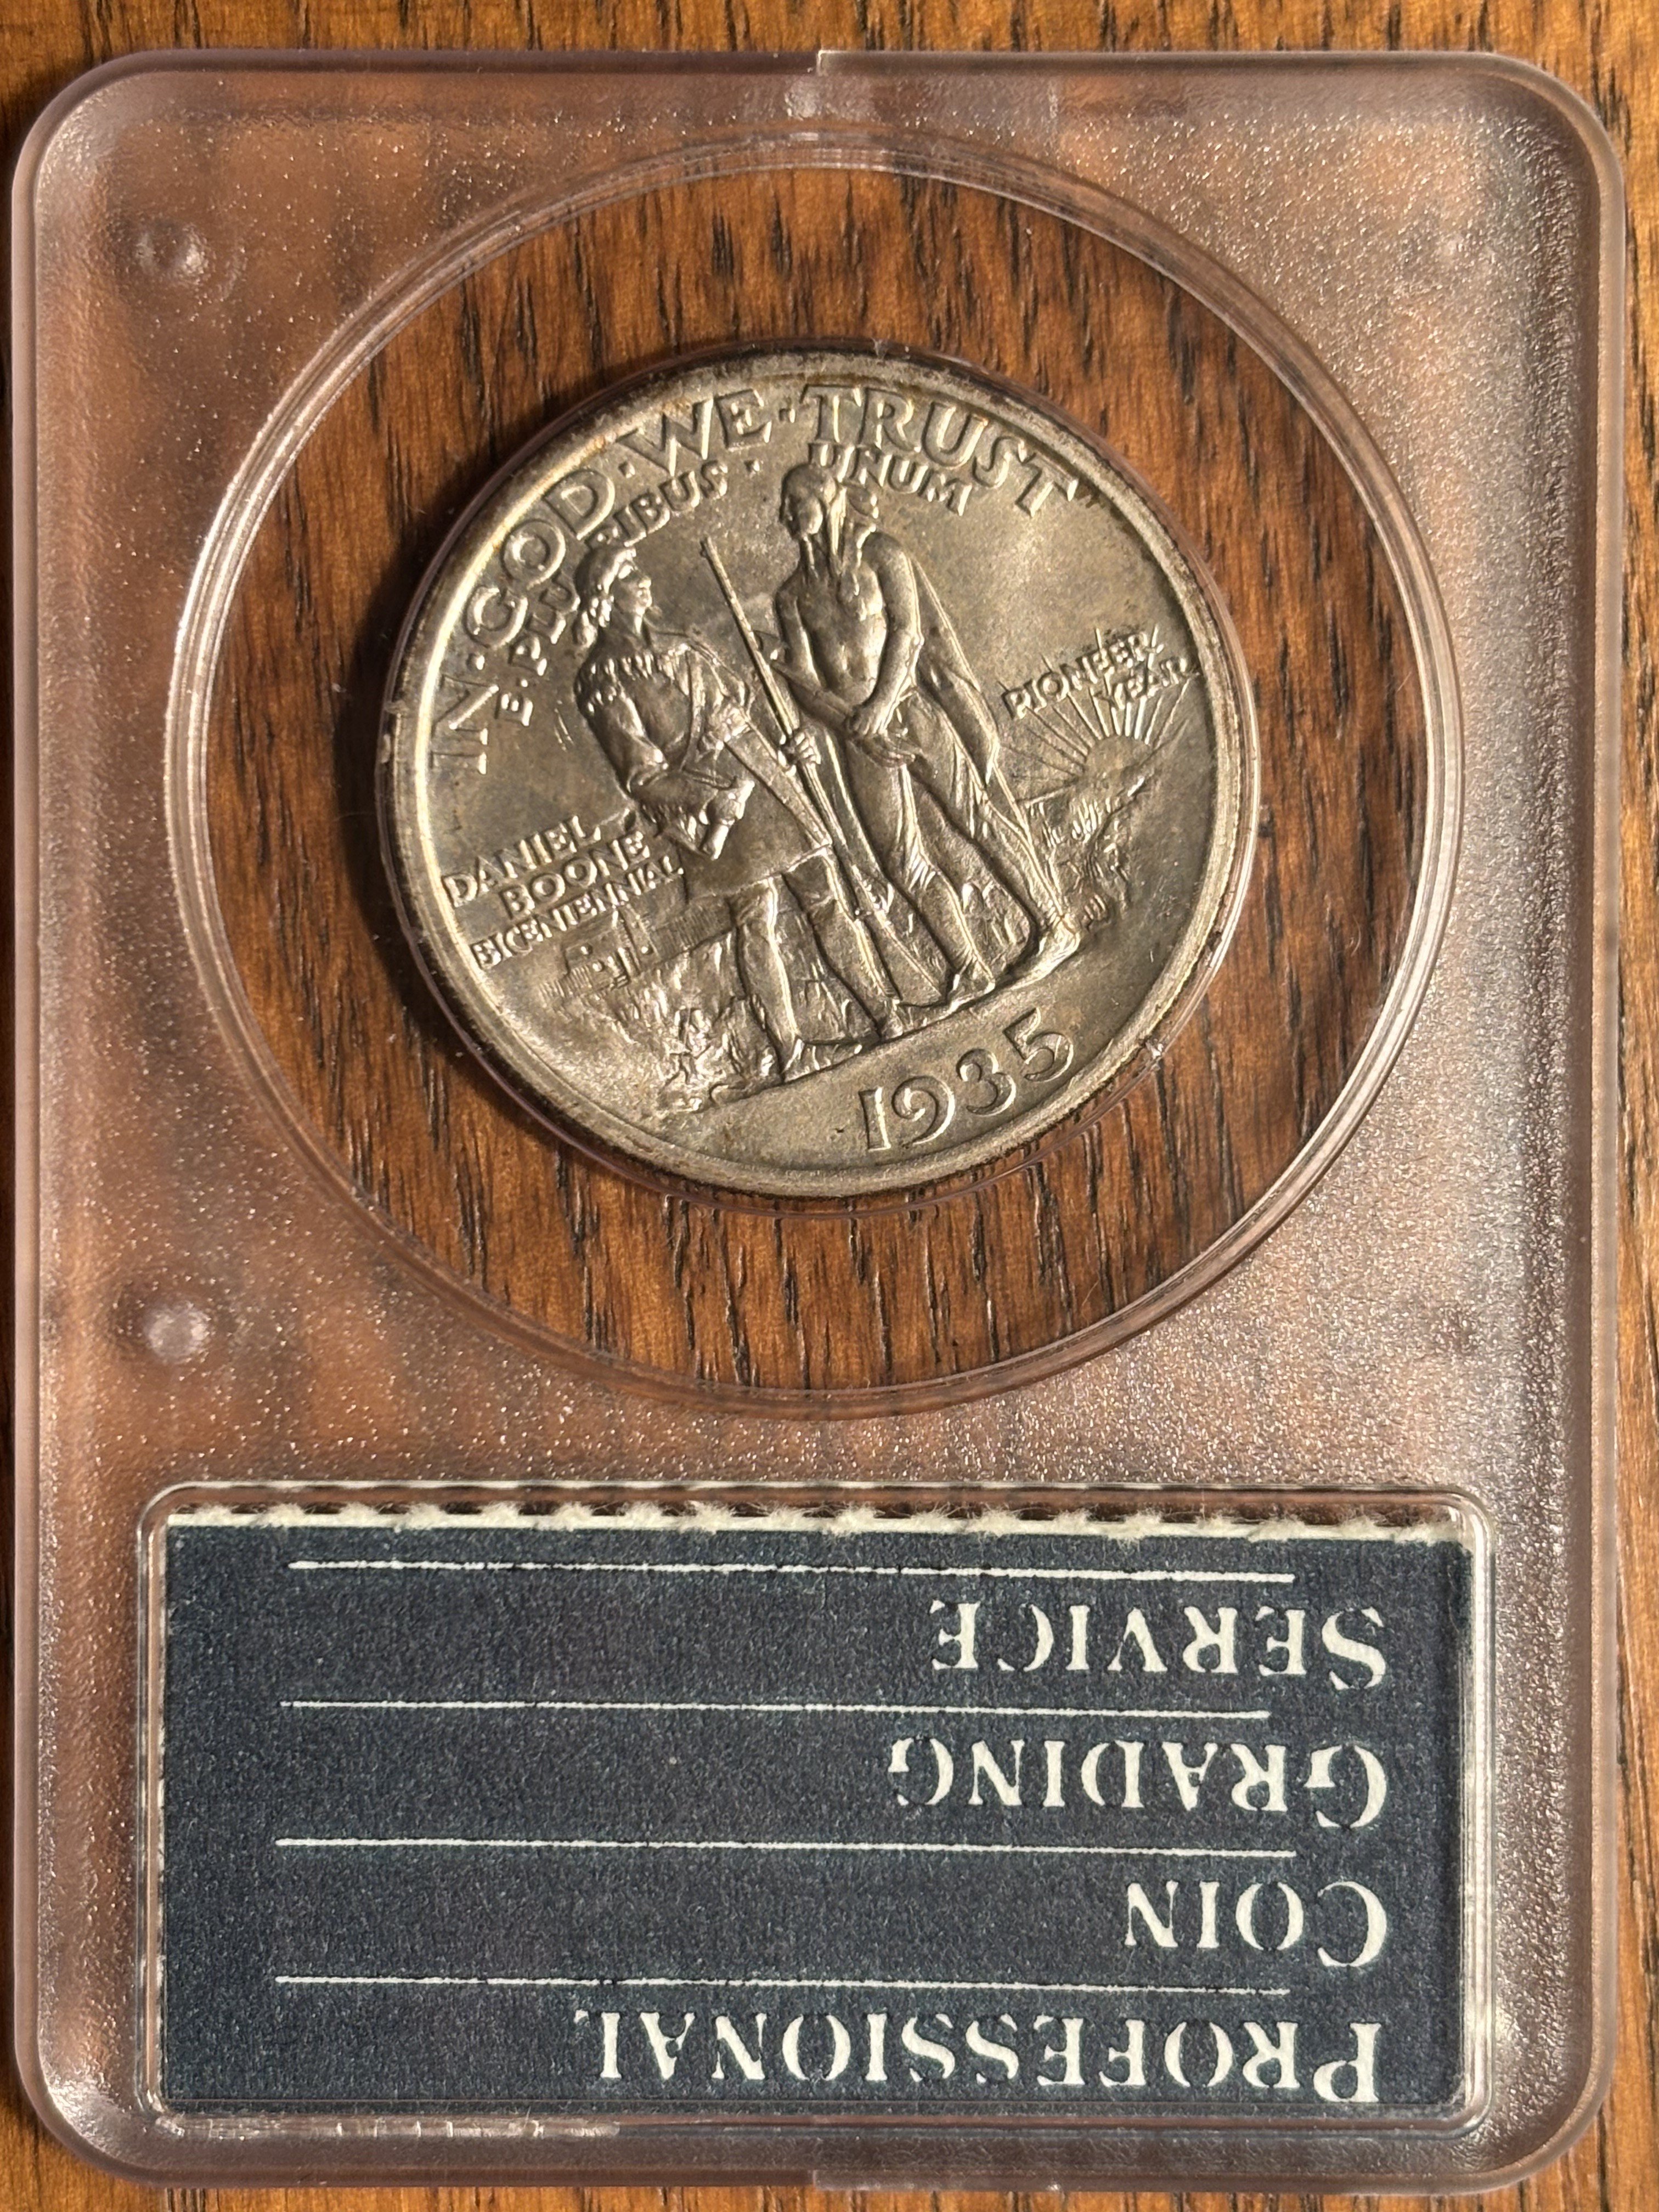 IN·GOD·WE·TRUST
E·PLURIBUS· UNUM
PIONEER
YEAR
DANIEL
BOONE
BICENTENNIAL
1935
PROFESSIONAL
COIN
GRADING
SERVICE